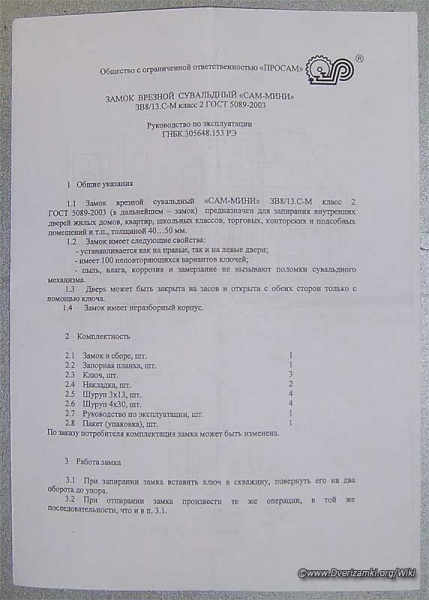 Общество с ограниченной ответственностью «ПРОСАМ» ®
ЗАМОК ВРЕЗНОЙ СУВАЛЬДНЫЙ «САМ-МИНИ»
ЗВ8/13.С-М класс 2 ГОСТ 5089-2003
Руководство по эксплуатации
ГНБК.305648.153 РЭ
1 Общие указания
1.1 Замок врезной сувальдный «САМ-МИНИ» ЗВ8/13.С-М класс 2
ГОСТ 5089-2003 (в дальнейшем – замок) предназначен для запирания внутренних
дверей жилых домов, квартир, школьных классов, торговых, конторских и подсобных
помещений и т.п., толщиной 40…50 мм.
1.2 Замок имеет следующие свойства:
- устанавливается как на правые, так и на левые двери;
- имеет 100 неповторяющихся вариантов ключей;
- пыль, влага, коррозия и замерзание не вызывают поломки сувального
механизма.
1.3 Дверь может быть закрыта на засов и открыта с обеих сторон только с
помощью ключа.
1.4 Замок имеет неразборный корпус.
2 Комплектность
2.1 Замок в сборе, шт. 1
2.2 Запорная планка, шт. 1
2.3 Ключ, шт. 3
2.4 Накладка, шт. 2
2.5 Шуруп 3х13, шт. 4
2.6 Шуруп 4х30, шт. 4
2.7 Руководство по эксплуатации, шт. 1
2.8 Пакет (упаковка), шт. 1
По заказу потребителя комплектация замка может быть изменена.
3 Работа замка
3.1 При запирании замка вставить ключ в скважину, повернуть его на два
оборота до упора.
3.2 При отпирании замка произвести те же операции, в той же
последовательности, что и в п. 3.1.
©www.Dverizamki.org/Wiki